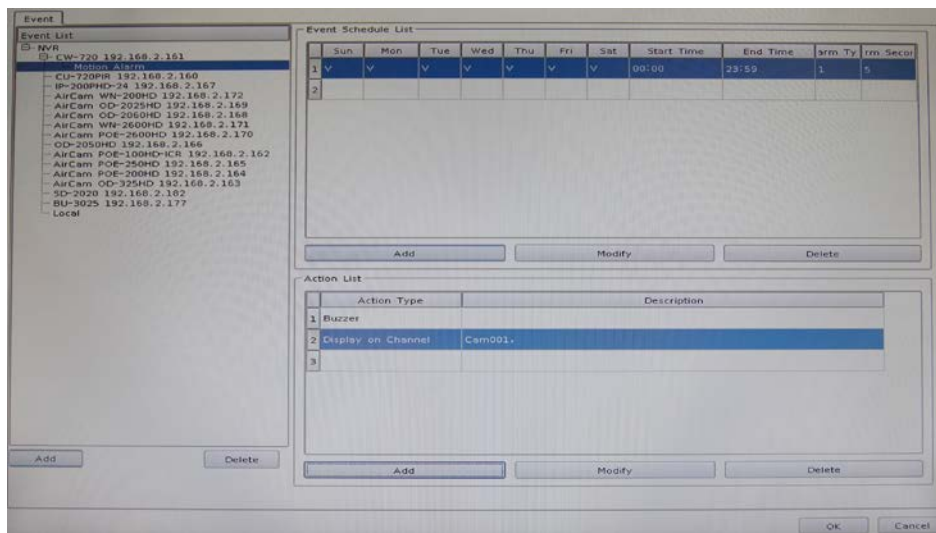 Event
Event List
NVR
CW-720 192.168.2.161
Motion Alarm
CU-720PIR 192.168.2.160
IP-200PHD-24 192.168.2.167
AirCam WN-200HD 192.168.2.172
AirCam OD-2025HD 192.168.2.169
AirCam OD-2060HD 192.168.2.168
AirCam WN-2600HD 192.168.2.171
AirCam POE-2600HD 192.168.2.170
OD-2050HD 192.168.2.166
AirCam POE-100HD-ICR 192.168.2.162
AirCam POE-250HD 192.168.2.165
AirCam POE-200HD 192.168.2.164
AirCam OD-325HD 192.168.2.163
SD-2020 192.168.2.182
BU-3025 192.168.2.177
Local
Add Delete
Event Schedule List
Sun Mon Tue Wed Thu Fri Sat Start Time End Time arm Ty rm Secor
1 V V V V V V V 00:00 23:59 1 5
2
Add Modify Delete
Action List
Action Type Description
1 Buzzer
2 Display on Channel Cam001.
3
Add Modify Delete
OK Cancel